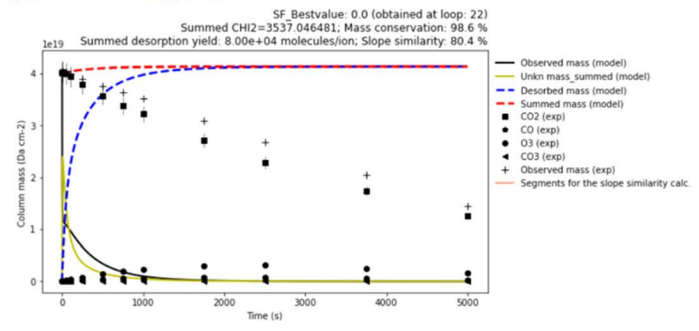 SF_Bestvalue: 0.0 (obtained at loop: 22)
Summed CHI2=3537.046481; Mass conservation: 98.6 %
Summed desorption yield: 8.00e+04 molecules/ion; Slope similarity: 80.4 %
1e19
4
3
2
1
0
Column mass (Da cm-2)
0
1000
2000
3000
4000
5000
Time (s)
Observed mass (model)
Unkn mass_summed (model)
Desorbed mass (model)
Summed mass (model)
CO2 (exp)
CO (exp)
O3 (exp)
CO3 (exp)
Observed mass (exp)
Segments for the slope similarity calc.